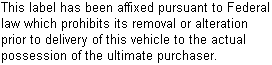 This label has been affixed pursuant to Federal
law which prohibits its removal or alteration
prior to delivery of this vehicle to the actual
possession of the ultimate purchaser.